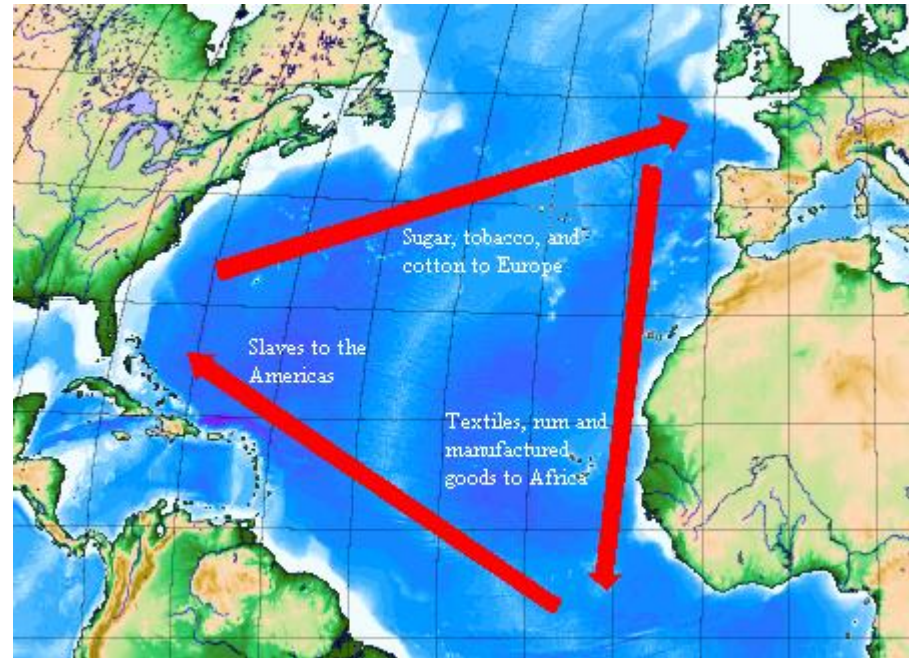 Sugar, tobacco, and
cotton to Europe
Slaves to the
Americas
Textiles, rum and
manufactured
goods to Africa